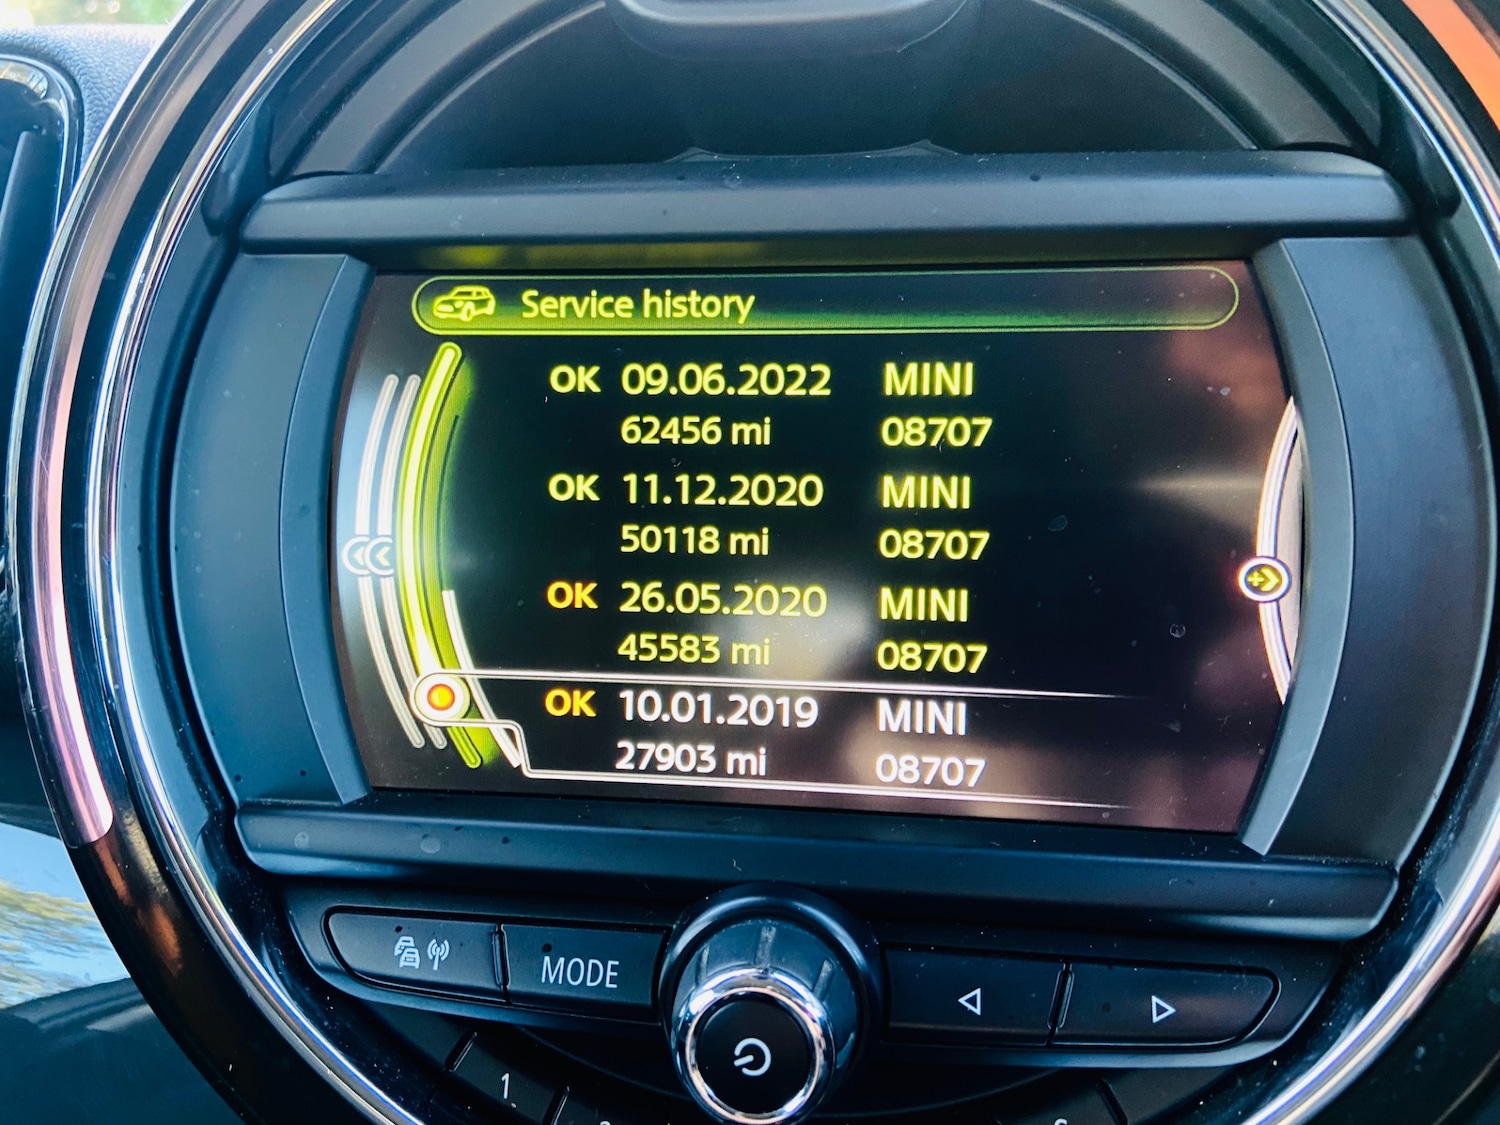 Service history
OK 09.06.2022 MINI
62456 mi 08707
OK 11.12.2020 MINI
50118 mi 08707
OK 26.05.2020 MINI
45583 mi 08707
OK 10.01.2019 MINI
27903 mi 08707
MODE
1